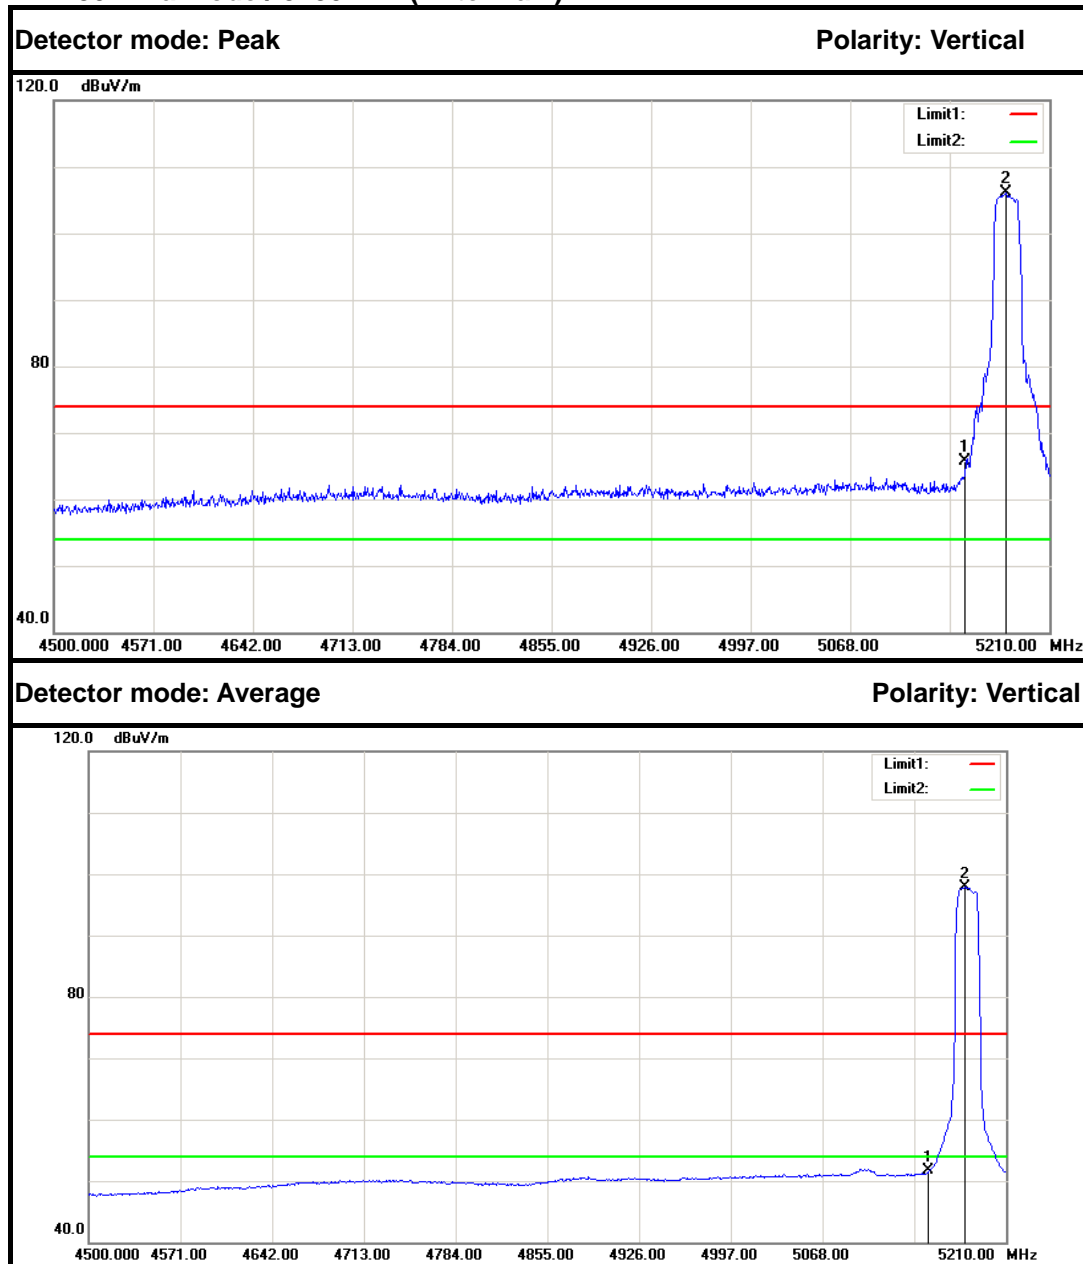 Detector mode: Peak Polarity: Vertical
120.0 dBuV/m
Limit1:
Limit2:
2
80
1
40.0
4500.000 4571.00 4642.00 4713.00 4784.00 4855.00 4926.00 4997.00 5068.00 5210.00 MHz
Detector mode: Average Polarity: Vertical
120.0 dBuV/m
Limit1:
Limit2:
2
80
1
40.0
4500.000 4571.00 4642.00 4713.00 4784.00 4855.00 4926.00 4997.00 5068.00 5210.00 MHz